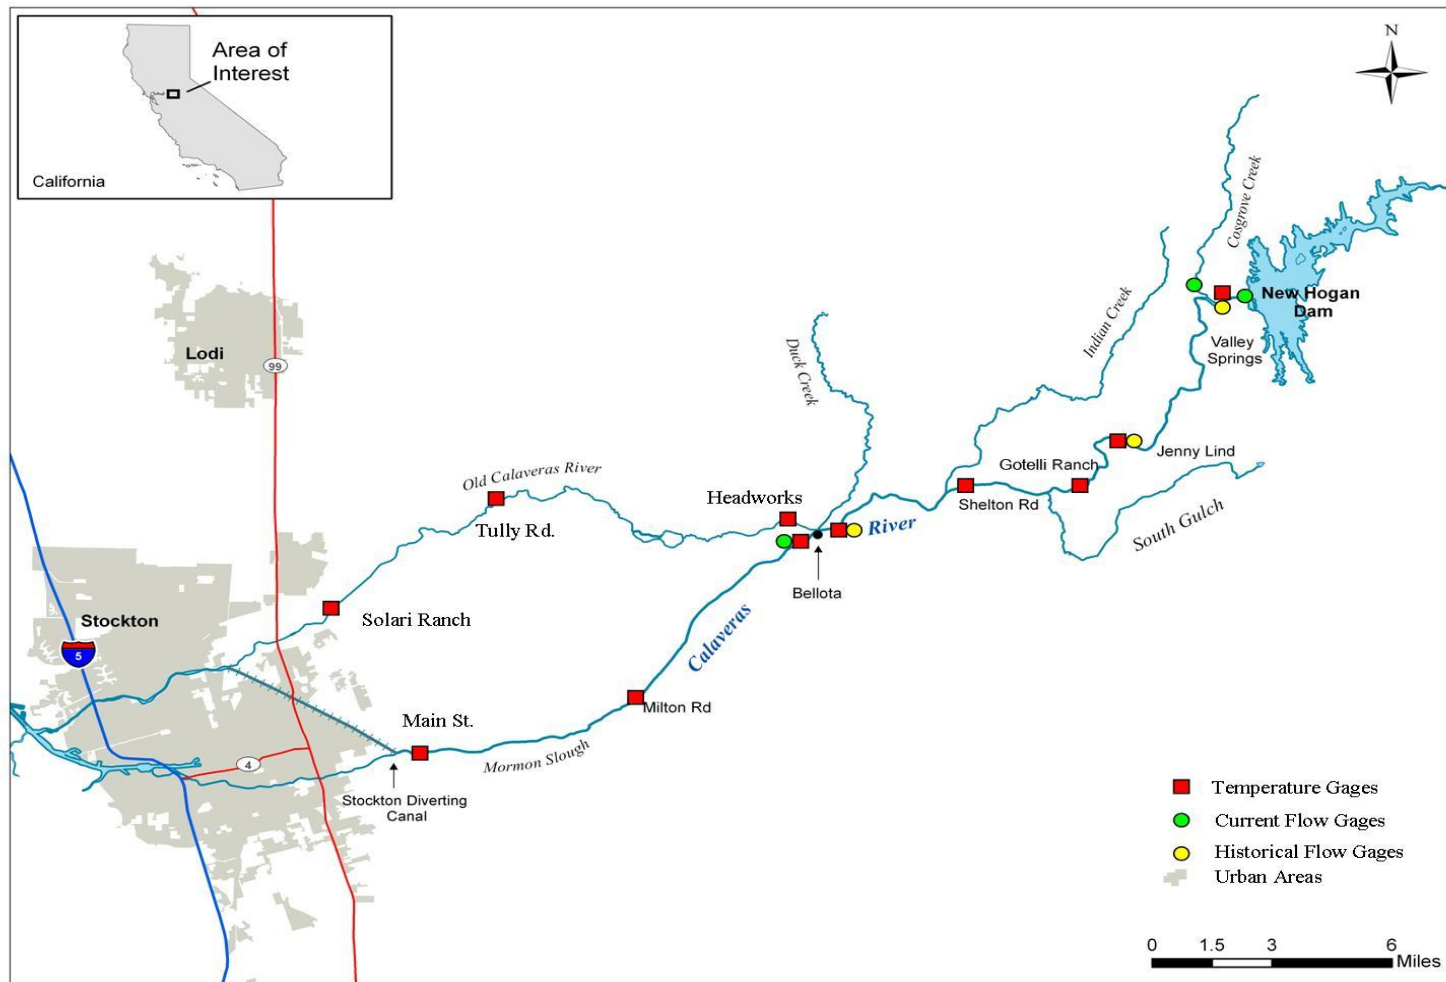 Area of
Interest
California
N
Cosgrove Creek
New Hogan
Dam
Indian Creek
Valley
Springs
Duck Creek
Lodi
99
Jenny Lind
Gotelli Ranch
Old Calaveras River
Headworks
Shelton Rd
South Gulch
Tully Rd.
River
Bellota
Solari Ranch
Stockton
5
Calaveras
Milton Rd
Main St.
Mormon Slough
4
Stockton Diverting
Canal
Temperature Gages
Current Flow Gages
Historical Flow Gages
Urban Areas
0 1.5 3 6
Miles